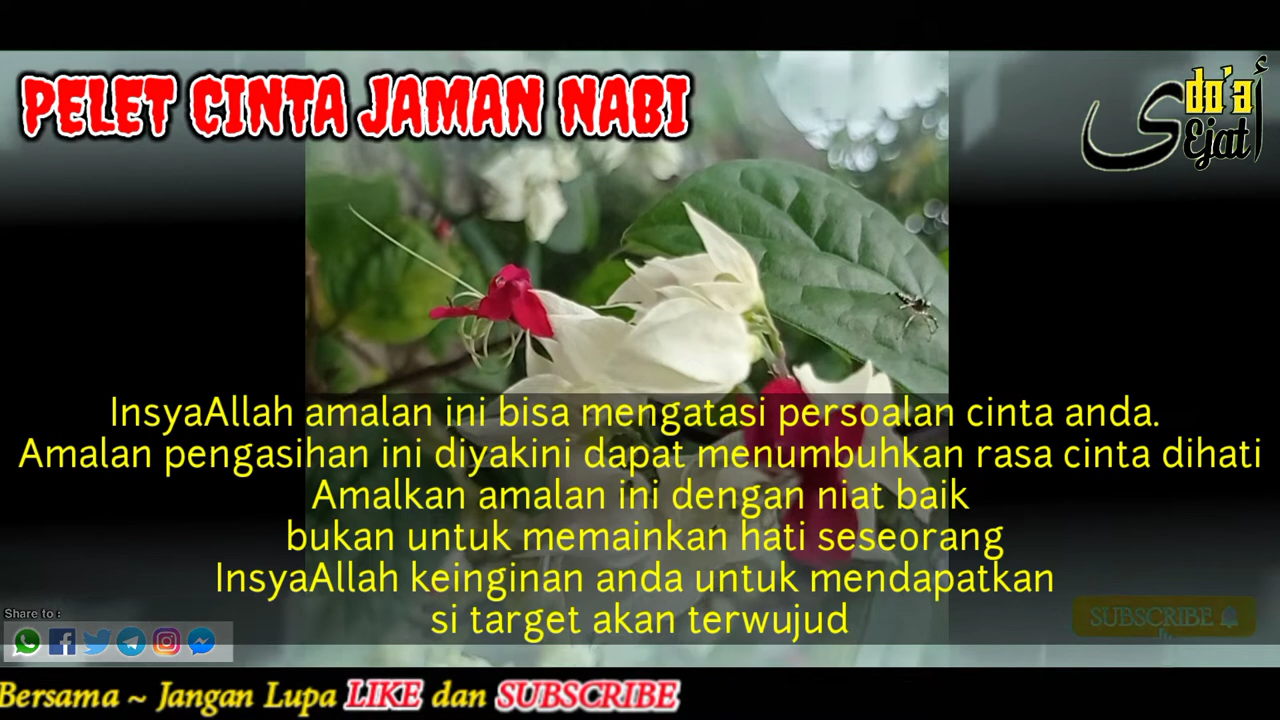 PELET CINTA JAMAN NABI
do'a
Ejati
InsyaAllah amalan ini bisa mengatasi persoalan cinta anda.
Amalan pengasihan ini diyakini dapat menumbuhkan rasa cinta dihati
Amalkan amalan ini dengan niat baik
bukan untuk memainkan hati seseorang
InsyaAllah keinginan anda untuk mendapatkan
si target akan terwujud
SUBSCRIBE
Share to :
Bersama ~ Jangan Lupa LIKE dan SUBSCRIBE